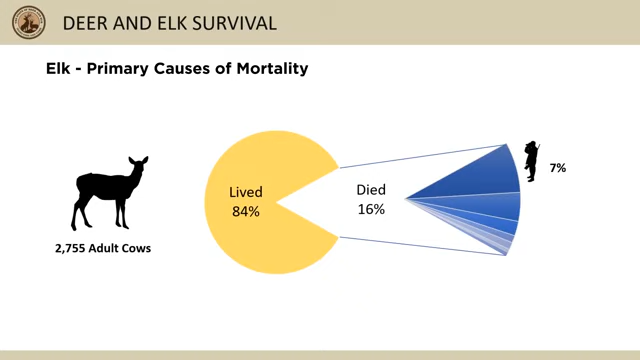 DEER AND ELK SURVIVAL
Elk - Primary Causes of Mortality
Lived
84%
Died
16%
7%
2,755 Adult Cows